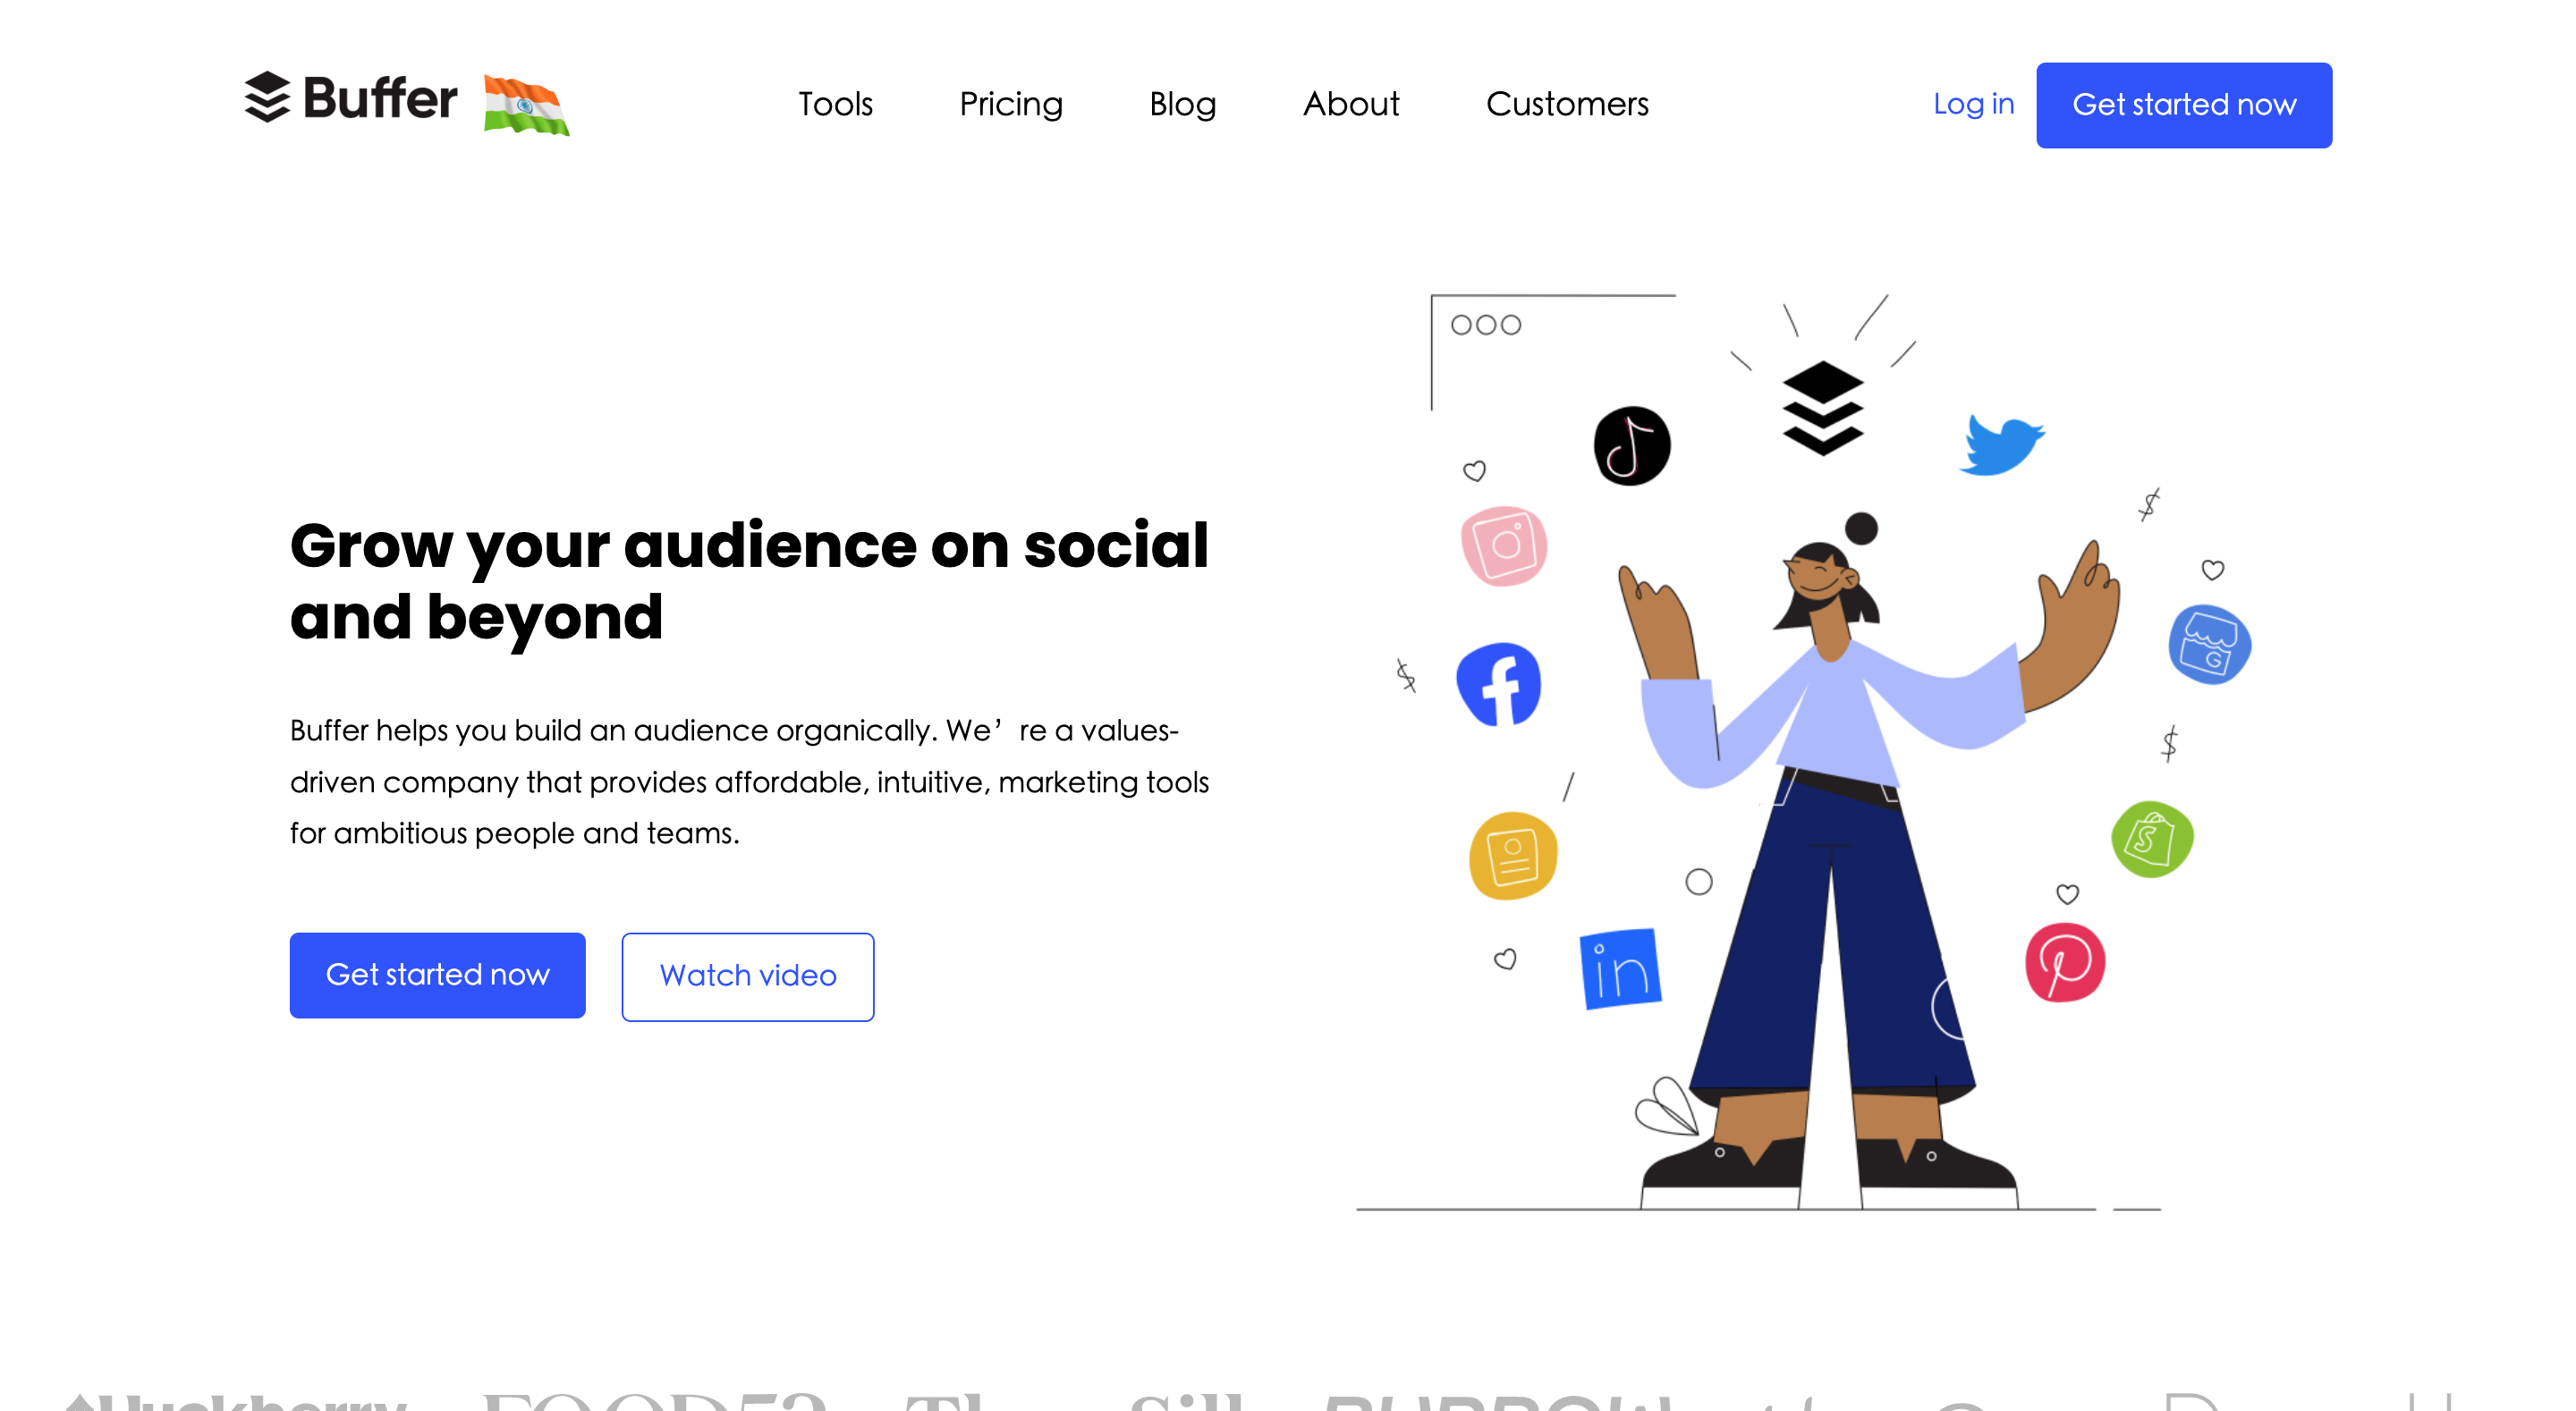 Buffer
Tools Pricing Blog About Customers
Log in Get started now
Grow your audience on social
and beyond
Buffer helps you build an audience organically. We’re a values-
driven company that provides affordable, intuitive, marketing tools
for ambitious people and teams.
Get started now Watch video
f
G
S
in
Huckberry FOOD52